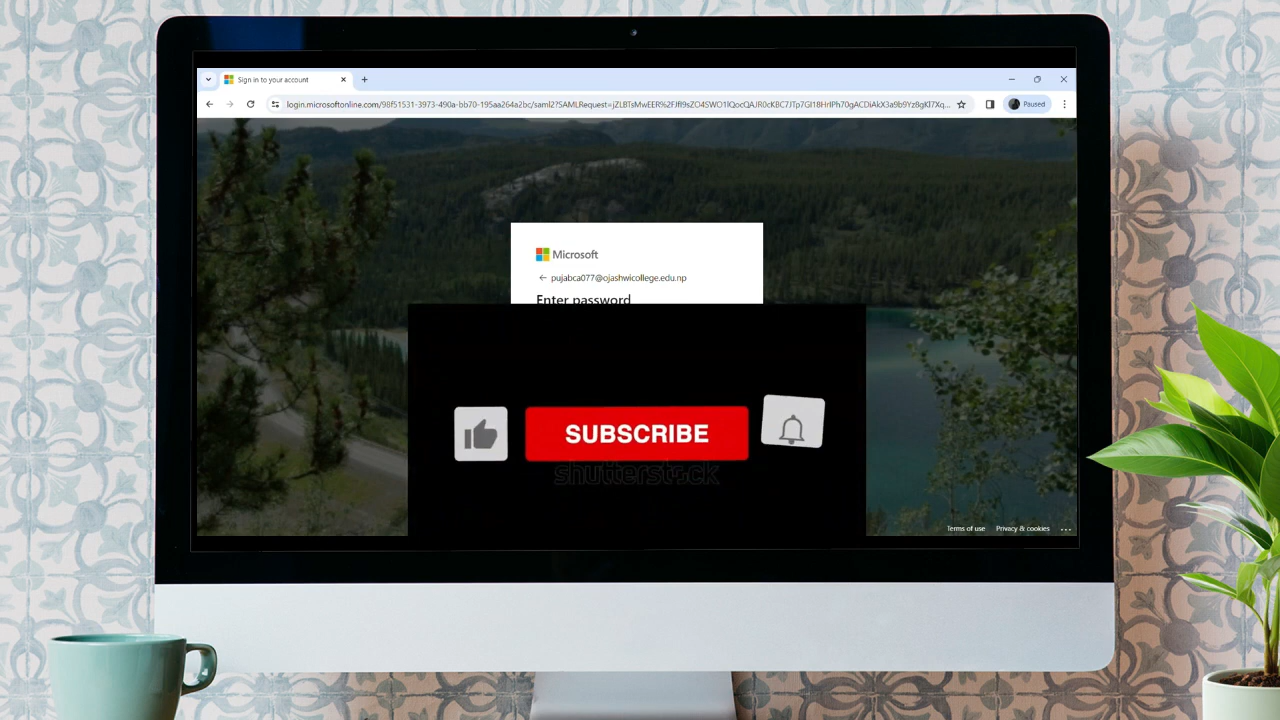 Sign in to your account
Paused
Microsoft
pujabca077@ojashwicollege.edu.np
Enter password
SUBSCRIBE
shutterstock
Terms of use Privacy & cookies